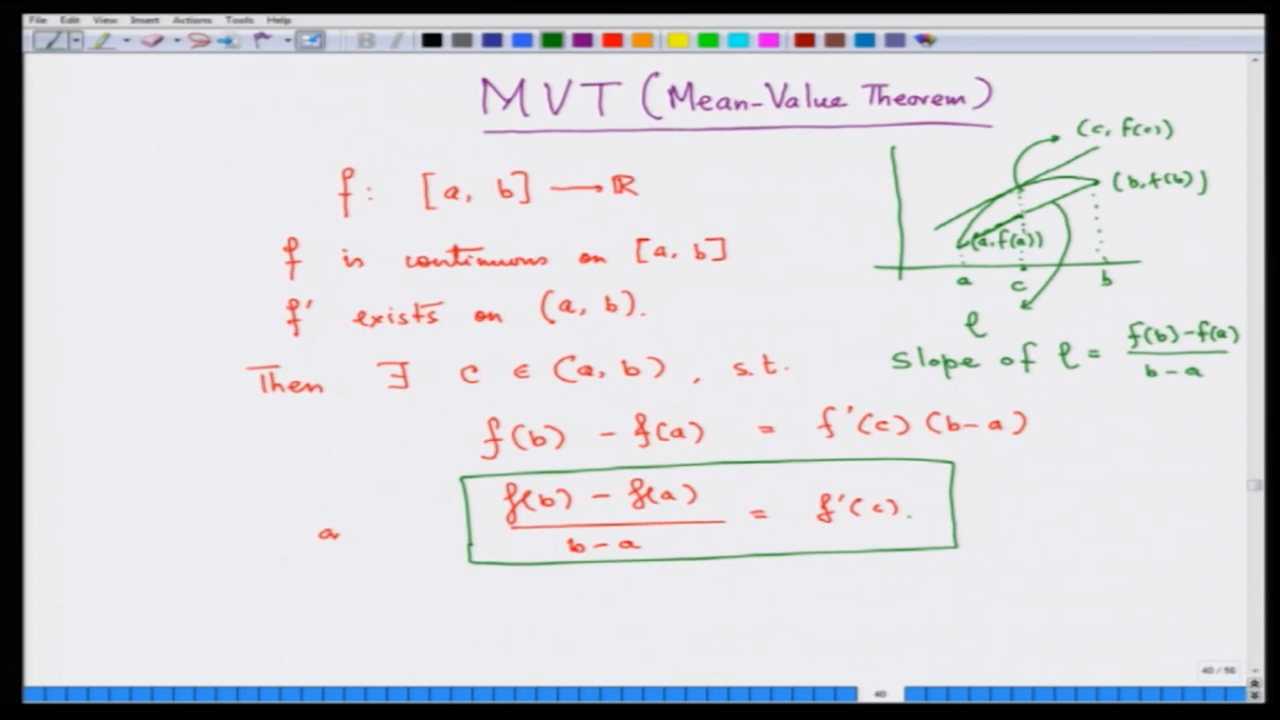 File Edit View Insert Actions Tools Help
MVT (Mean-Value Theorem)
f: [a, b] → ℝ
f is continuous on [a, b]
f' exists on (a, b).
Then ∃ c ∈ (a, b), s.t.
f(b) - f(a) = f'(c) (b-a)
or
f(b) - f(a) / b-a = f'(c).
(c, f(c))
(b, f(b))
(a, f(a))
a c b
ℓ
Slope of ℓ = f(b)-f(a) / b-a
40 / 56
40